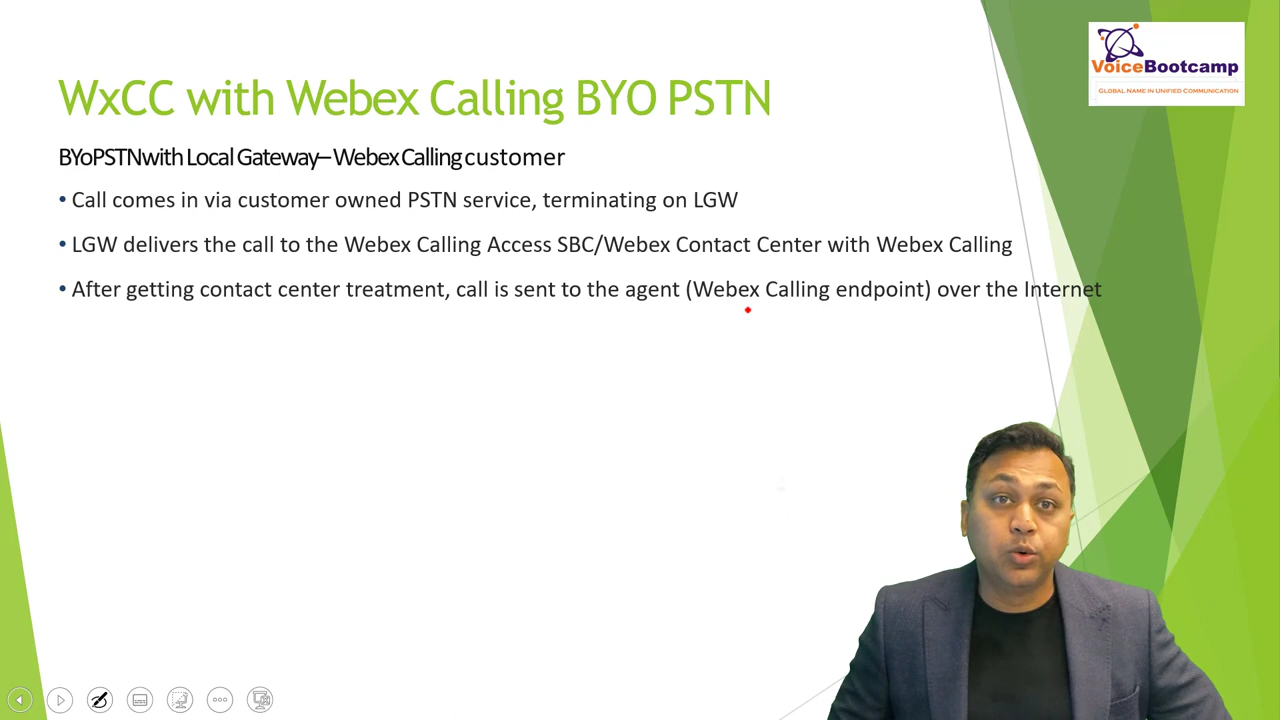 VoiceBootcamp
GLOBAL NAME IN UNIFIED COMMUNICATION
WxCC with Webex Calling BYO PSTN
BYoPSTNwith Local Gateway– Webex Calling customer
• Call comes in via customer owned PSTN service, terminating on LGW
• LGW delivers the call to the Webex Calling Access SBC/Webex Contact Center with Webex Calling
• After getting contact center treatment, call is sent to the agent (Webex Calling endpoint) over the Internet